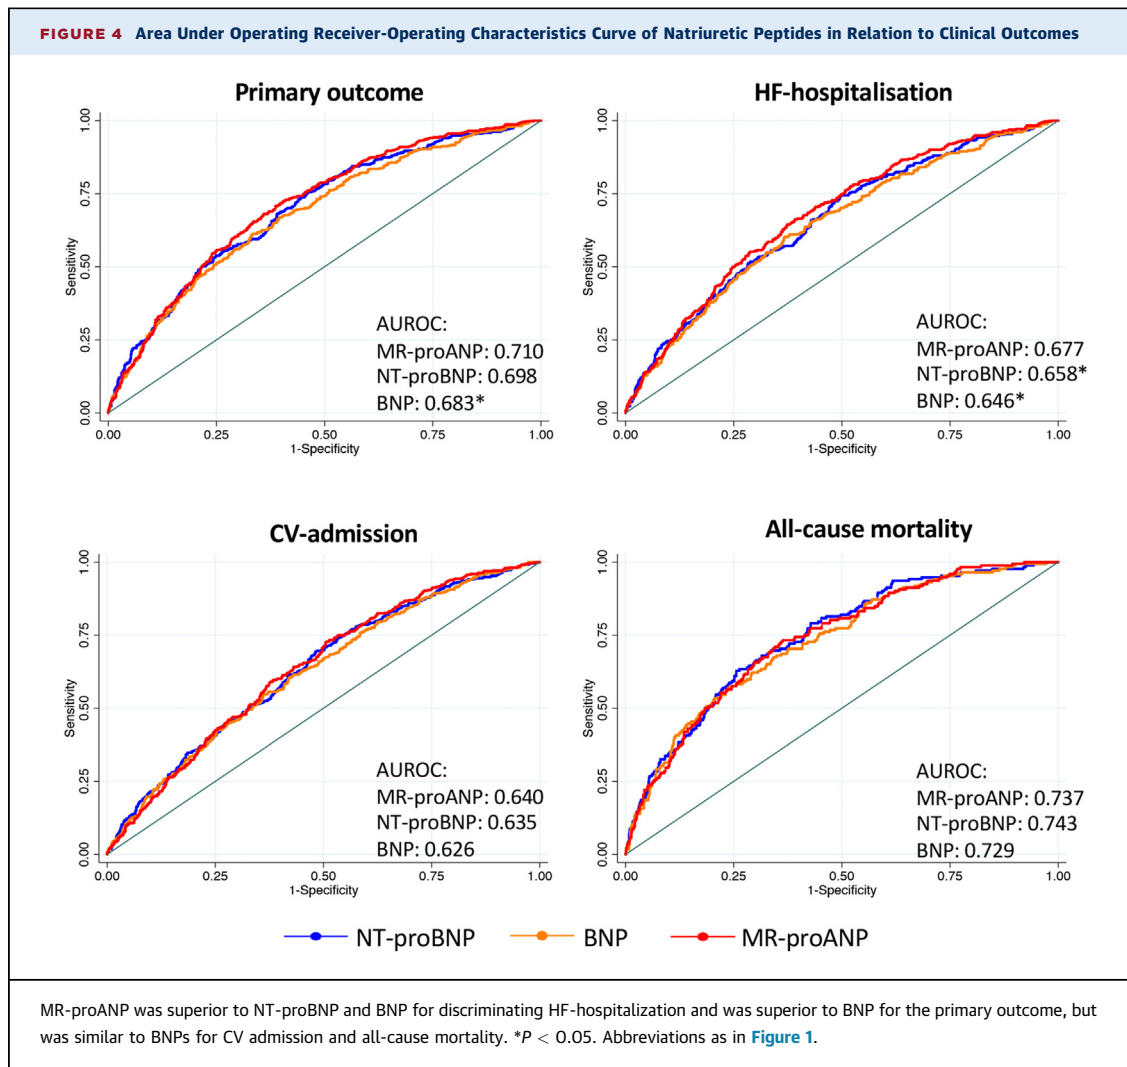 FIGURE 4 Area Under Operating Receiver-Operating Characteristics Curve of Natriuretic Peptides in Relation to Clinical Outcomes
Primary outcome
1.00
0.75
0.50
0.25
0.00
Sensitivity
AUROC:
MR-proANP: 0.710
NT-proBNP: 0.698
BNP: 0.683*
0.00 0.25 0.50 0.75 1.00
1-Specificity
HF-hospitalisation
1.00
0.75
0.50
0.25
0.00
Sensitivity
AUROC:
MR-proANP: 0.677
NT-proBNP: 0.658*
BNP: 0.646*
0.00 0.25 0.50 0.75 1.00
1-Specificity
CV-admission
1.00
0.75
0.50
0.25
0.00
Sensitivity
AUROC:
MR-proANP: 0.640
NT-proBNP: 0.635
BNP: 0.626
0.00 0.25 0.50 0.75 1.00
1-Specificity
All-cause mortality
1.00
0.75
0.50
0.25
0.00
Sensitivity
AUROC:
MR-proANP: 0.737
NT-proBNP: 0.743
BNP: 0.729
0.00 0.25 0.50 0.75 1.00
1-Specificity
NT-proBNP BNP MR-proANP
MR-proANP was superior to NT-proBNP and BNP for discriminating HF-hospitalization and was superior to BNP for the primary outcome, but
was similar to BNPs for CV admission and all-cause mortality. *P < 0.05. Abbreviations as in Figure 1.